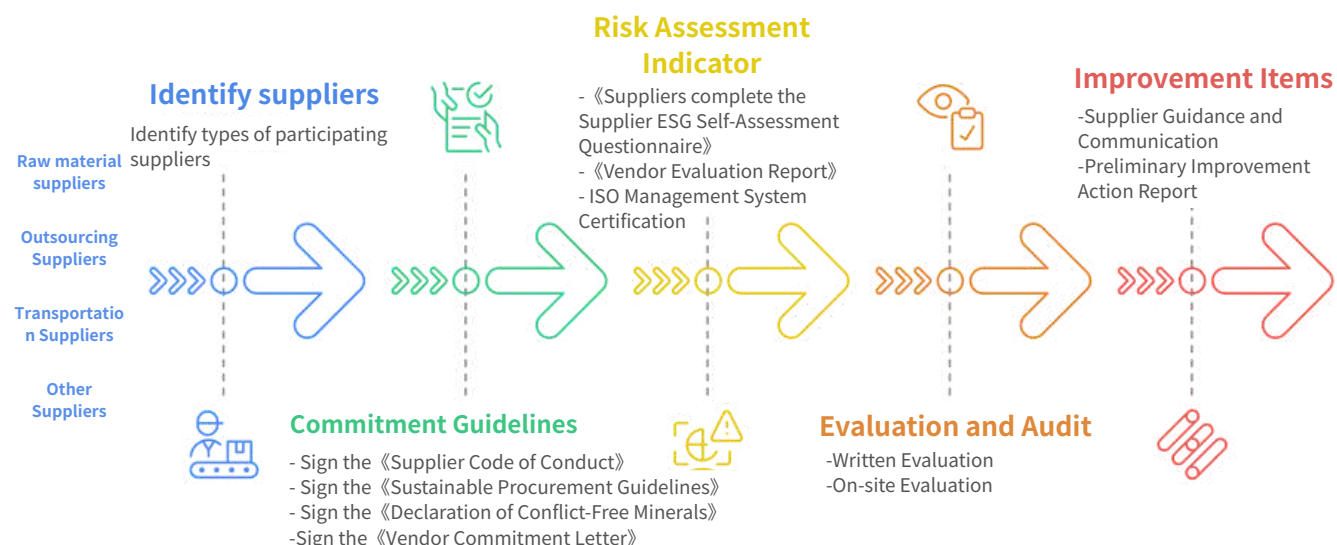 Identify suppliers
Identify types of participating
suppliers
Raw material
suppliers
Outsourcing
Suppliers
Transportatio
n Suppliers
Other
Suppliers
Commitment Guidelines
- Sign the《Supplier Code of Conduct》
- Sign the《Sustainable Procurement Guidelines》
- Sign the《Declaration of Conflict-Free Minerals》
-Sign the《Vendor Commitment Letter》
Risk Assessment
Indicator
-《Suppliers complete the
Supplier ESG Self-Assessment
Questionnaire》
-《Vendor Evaluation Report》
- ISO Management System
Certification
Evaluation and Audit
-Written Evaluation
-On-site Evaluation
Improvement Items
-Supplier Guidance and
Communication
-Preliminary Improvement
Action Report